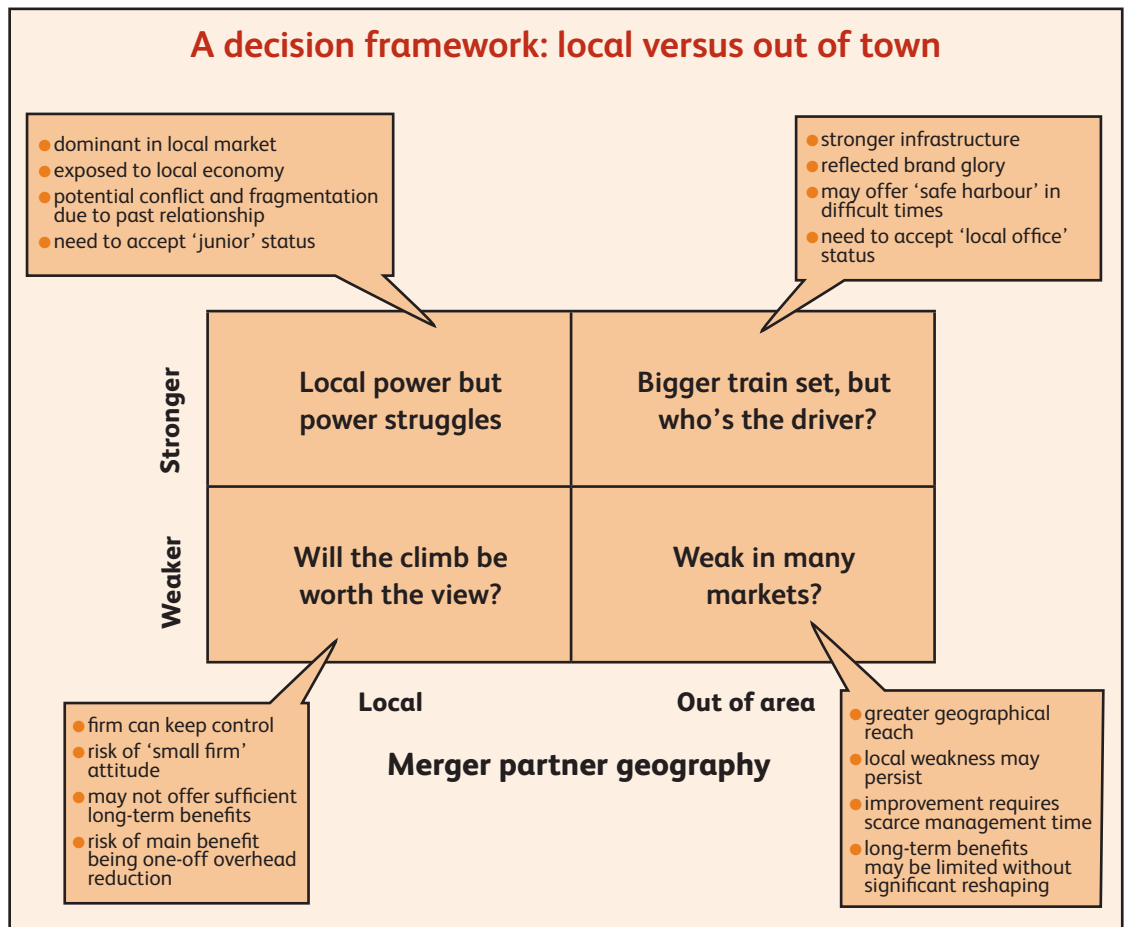 A decision framework: local versus out of town
● dominant in local market
● exposed to local economy
● potential conflict and fragmentation
due to past relationship
● need to accept ‘junior’ status
● stronger infrastructure
● reflected brand glory
● may offer ‘safe harbour’ in
difficult times
● need to accept ‘local office’
status
Stronger
Local power but
power struggles
Bigger train set, but
who’s the driver?
Weaker
Will the climb be
worth the view?
Weak in many
markets?
Local
Out of area
Merger partner geography
● firm can keep control
● risk of ‘small firm’
attitude
● may not offer sufficient
long-term benefits
● risk of main benefit
being one-off overhead
reduction
● greater geographical
reach
● local weakness may
persist
● improvement requires
scarce management time
● long-term benefits
may be limited without
significant reshaping